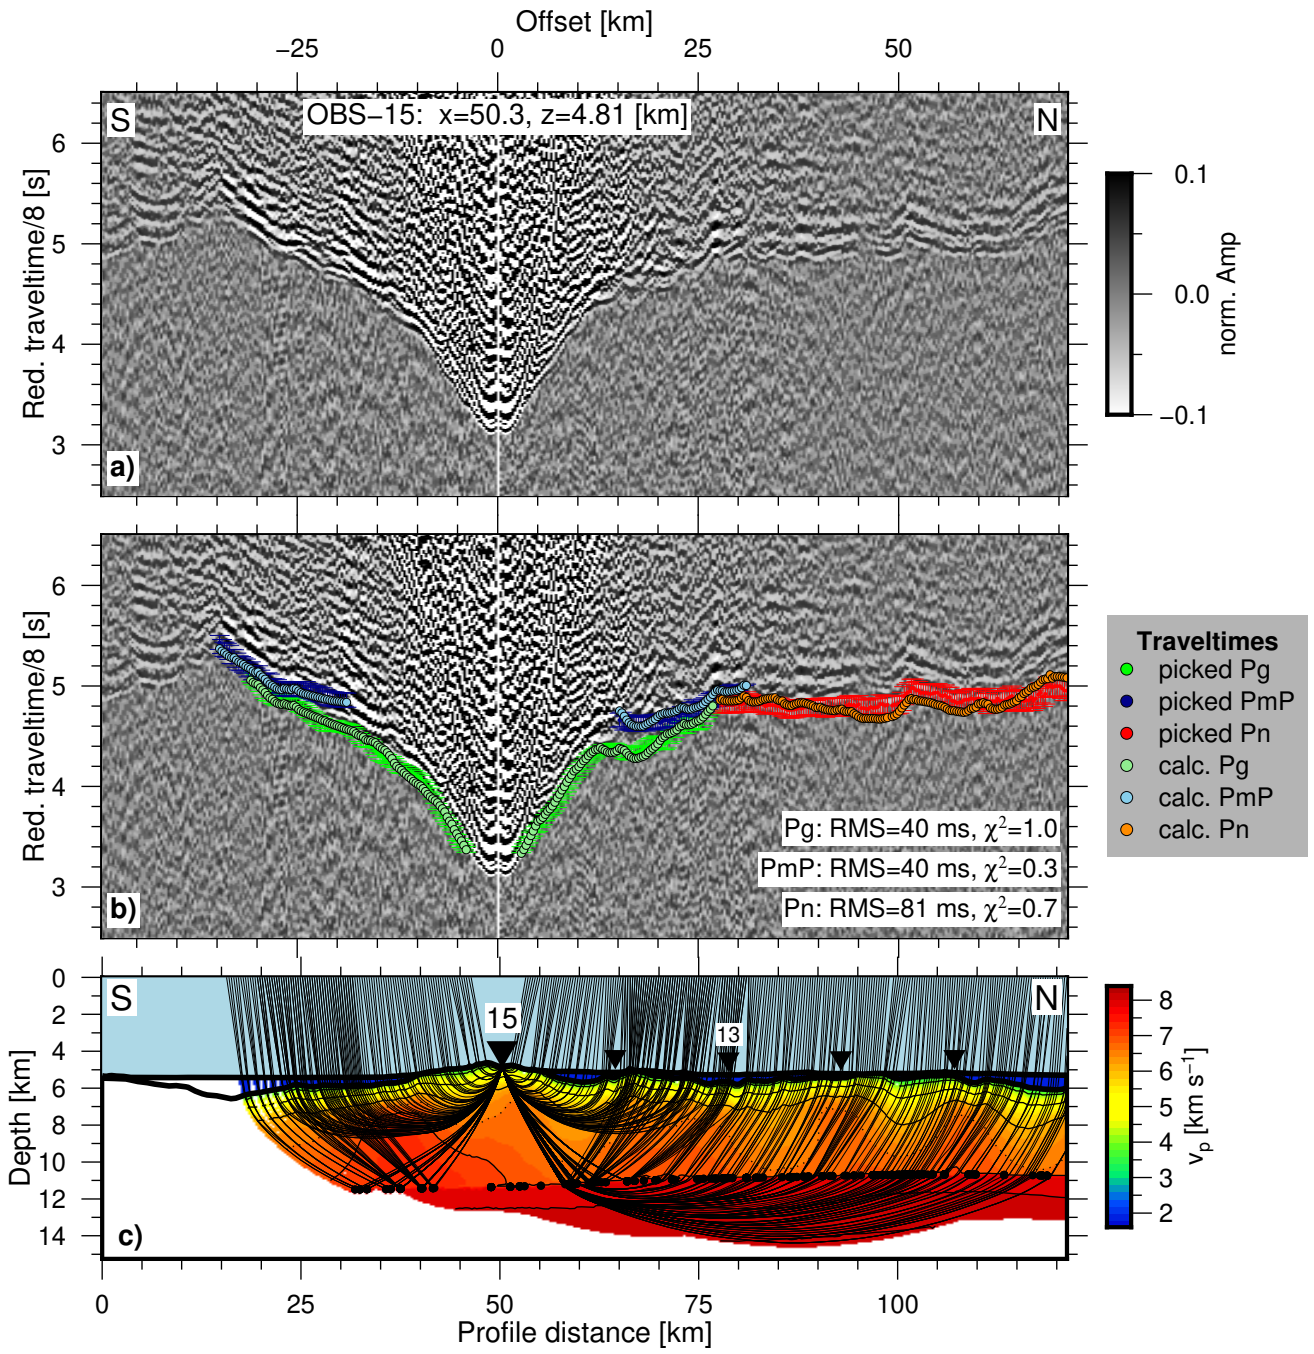 Offset [km]
−25 0 25 50
S
OBS−15: x=50.3, z=4.81 [km]
N
Red. traveltime/8 [s]
6
5
4
3
a)
0.1
0.0
−0.1
norm. Amp
Red. traveltime/8 [s]
6
5
4
3
b)
Pg: RMS=40 ms, χ²=1.0
PmP: RMS=40 ms, χ²=0.3
Pn: RMS=81 ms, χ²=0.7
Traveltimes
picked Pg
picked PmP
picked Pn
calc. Pg
calc. PmP
calc. Pn
S
15
13
N
Depth [km]
0
2
4
6
8
10
12
14
c)
8
7
6
5
4
3
2
vp [km s⁻¹]
0 25 50 75 100
Profile distance [km]